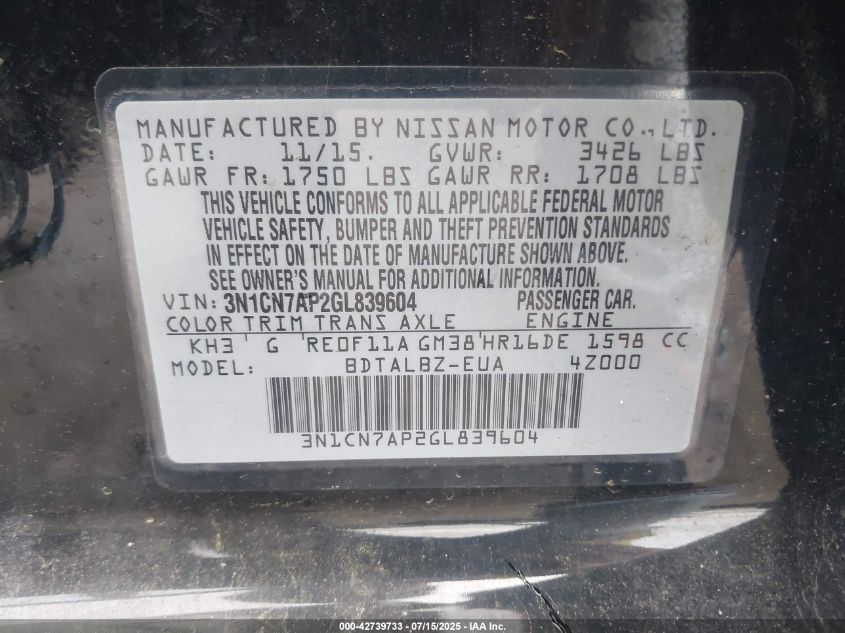 MANUFACTURED BY NISSAN MOTOR CO., LTD.
DATE: 11/15. GVWR: 3426 LBS
GAWR FR: 1750 LBS GAWR RR: 1708 LBS
THIS VEHICLE CONFORMS TO ALL APPLICABLE FEDERAL MOTOR
VEHICLE SAFETY, BUMPER AND THEFT PREVENTION STANDARDS
IN EFFECT ON THE DATE OF MANUFACTURE SHOWN ABOVE.
SEE OWNER'S MANUAL FOR ADDITIONAL INFORMATION.
VIN: 3N1CN7AP2GL839604 PASSENGER CAR.
COLOR TRIM TRANS AXLE ENGINE
KH3 G RE0F11A GM38 HR16DE 1598 CC
MODEL: BDTALBZ-EUA 4Z000
3N1CN7AP2GL839604
000-42739733 - 07/15/2025 - IAA Inc.